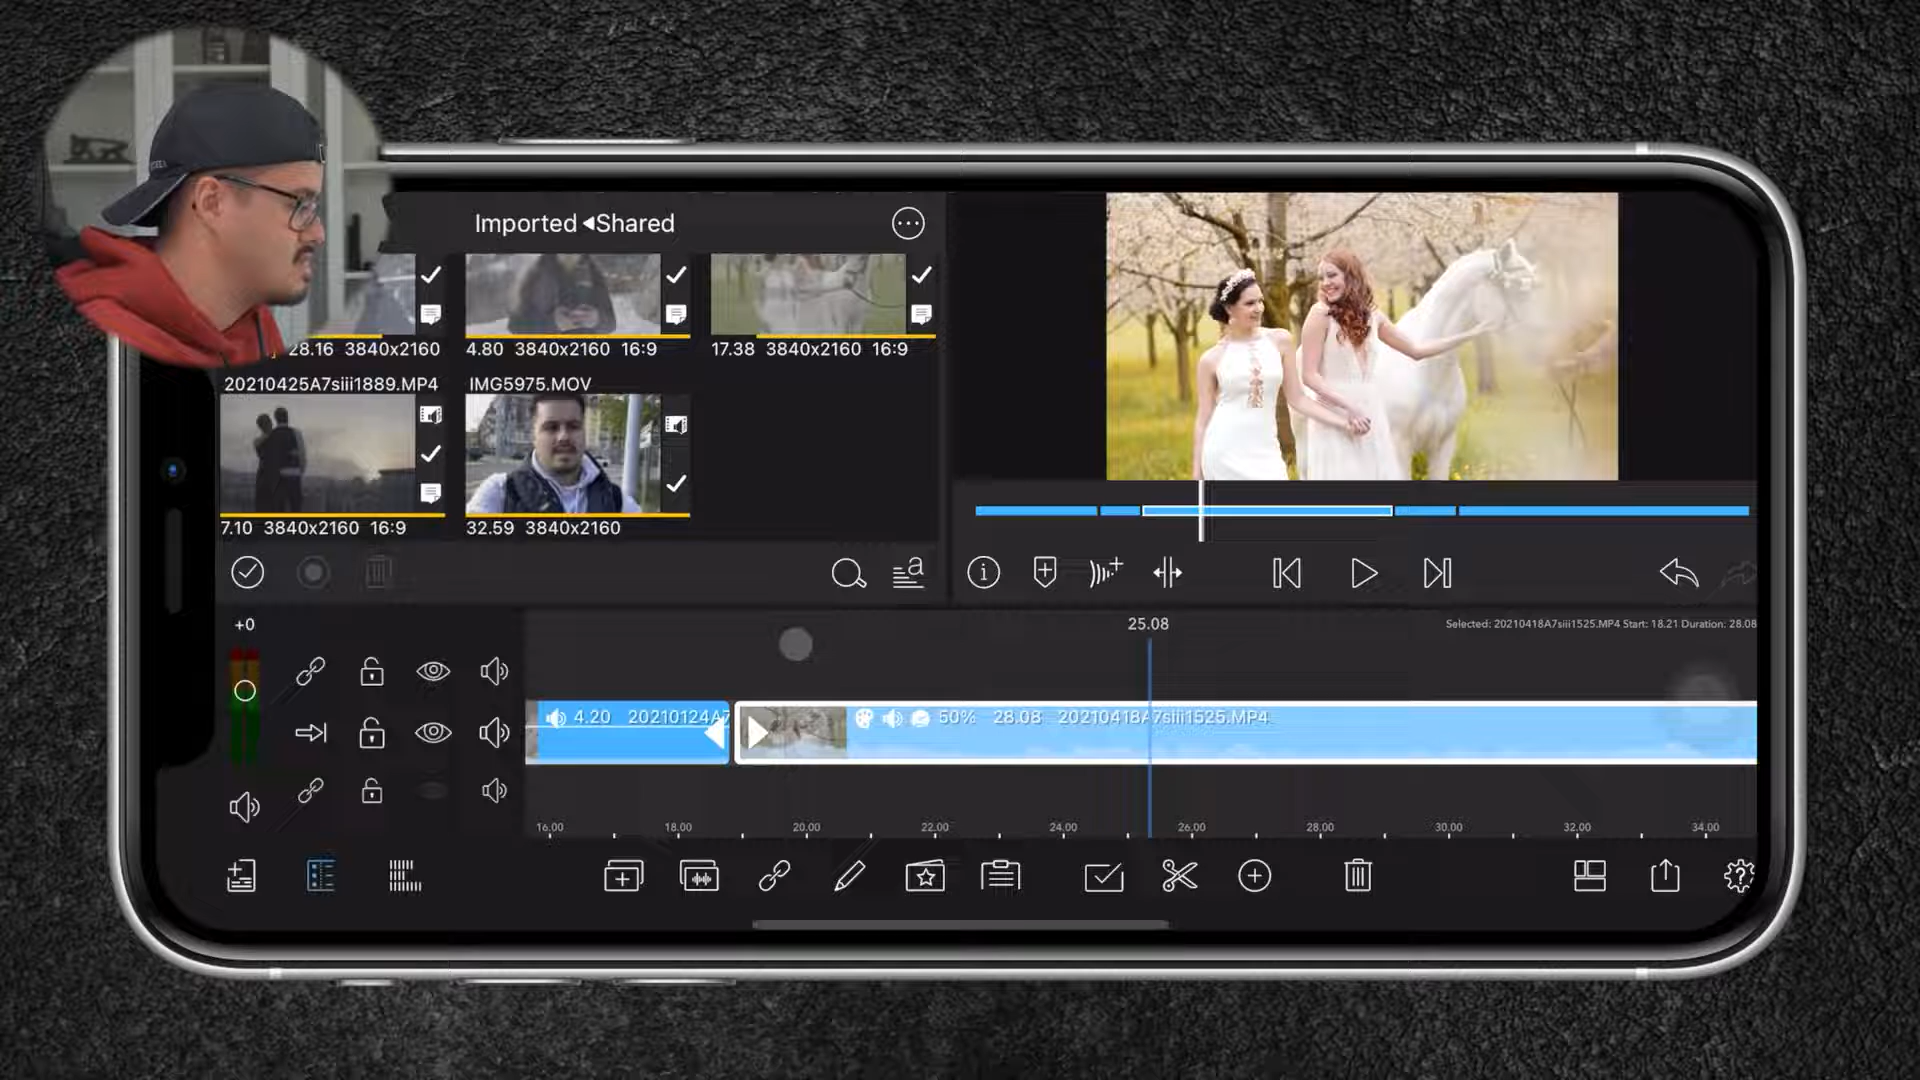 Imported ◀Shared
28.16 3840x2160
4.80 3840x2160 16:9
17.38 3840x2160 16:9
20210425A7siii1889.MP4
IMG5975.MOV
7.10 3840x2160 16:9
32.59 3840x2160
+0
25.08
Selected: 20210418A7siii1525.MP4 Start: 18.21 Duration: 28.08
4.20 20210124A7
50% 28.08 20210418A7siii1525.MP4
16.00 18.00 20.00 22.00 24.00 26.00 28.00 30.00 32.00 34.00